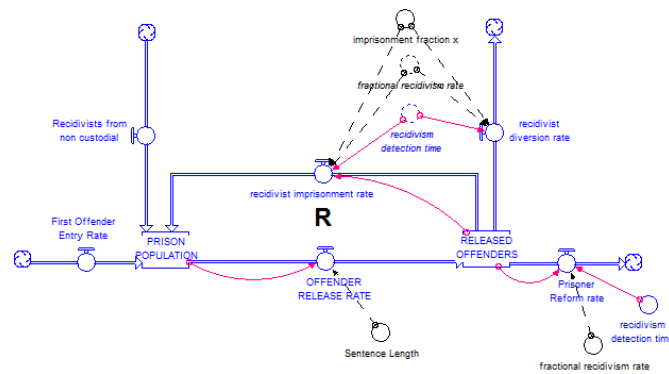 imprisonment fraction x
fractional recidivism rate
Recidivists from
non custodial
recidivism
detection time
recidivist
diversion rate
recidivist imprisonment rate
R
First Offender
Entry Rate
PRISON
POPULATION
RELEASED
OFFENDERS
OFFENDER
RELEASE RATE
Prisoner
Reform rate
recidivism
detection tim
Sentence Length
fractional recidivism rate